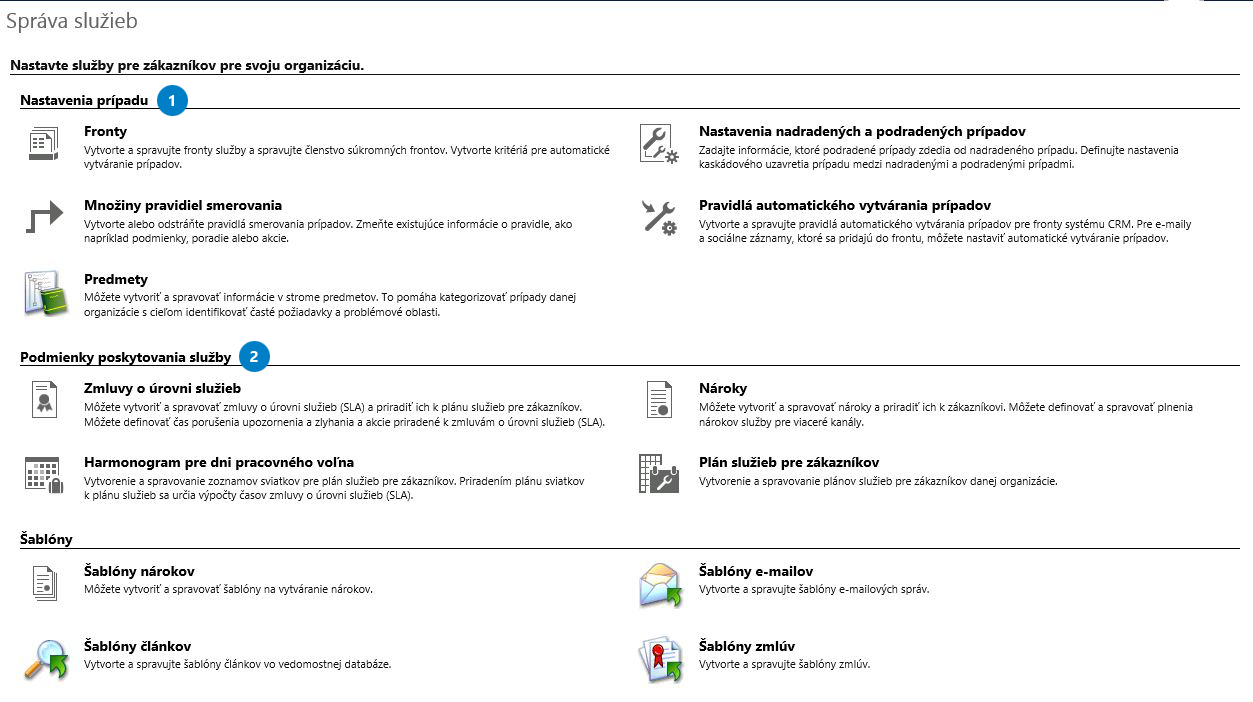 Správa služieb
Nastavte služby pre zákazníkov pre svoju organizáciu.
Nastavenia prípadu 1
Fronty
Vytvorte a spravujte fronty služby a spravujte členstvo súkromných frontov. Vytvorte kritériá pre automatické
vytváranie prípadov.
Nastavenia nadradených a podradených prípadov
Zadajte informácie, ktoré podradené prípady zdedia od nadradeného prípadu. Definujte nastavenia
kaskádového uzavretia prípadu medzi nadradenými a podradenými prípadmi.
Množiny pravidiel smerovania
Vytvorte alebo odstráňte pravidlá smerovania prípadov. Zmeňte existujúce informácie o pravidle, ako
napríklad podmienky, poradie alebo akcie.
Pravidlá automatického vytvárania prípadov
Vytvorte a spravujte pravidlá automatického vytvárania prípadov pre fronty systému CRM. Pre e-maily
a sociálne záznamy, ktoré sa pridajú do frontu, môžete nastaviť automatické vytváranie prípadov.
Predmety
Môžete vytvoriť a spravovať informácie v strome predmetov. To pomáha kategorizovať prípady danej
organizácie s cieľom identifikovať časté požiadavky a problémové oblasti.
Podmienky poskytovania služby 2
Zmluvy o úrovni služieb
Môžete vytvoriť a spravovať zmluvy o úrovni služieb (SLA) a priradiť ich k plánu služieb pre zákazníkov.
Môžete definovať čas porušenia upozornenia a zlyhania a akcie priradené k zmluvám o úrovni služieb (SLA).
Nároky
Môžete vytvoriť a spravovať nároky a priradiť ich k zákazníkovi. Môžete definovať a spravovať plnenia
nárokov služby pre viaceré kanály.
Harmonogram pre dni pracovného voľna
Vytvorenie a spravovanie zoznamov sviatkov pre plán služieb pre zákazníkov. Priradením plánu sviatkov
k plánu služieb sa určia výpočty časov zmluvy o úrovni služieb (SLA).
Plán služieb pre zákazníkov
Vytvorenie a spravovanie plánov služieb pre zákazníkov danej organizácie.
Šablóny
Šablóny nárokov
Môžete vytvoriť a spravovať šablóny na vytváranie nárokov.
Šablóny e-mailov
Vytvorte a spravujte šablóny e-mailových správ.
Šablóny článkov
Vytvorte a spravujte šablóny článkov vo vedomostnej databáze.
Šablóny zmlúv
Vytvorte a spravujte šablóny zmlúv.